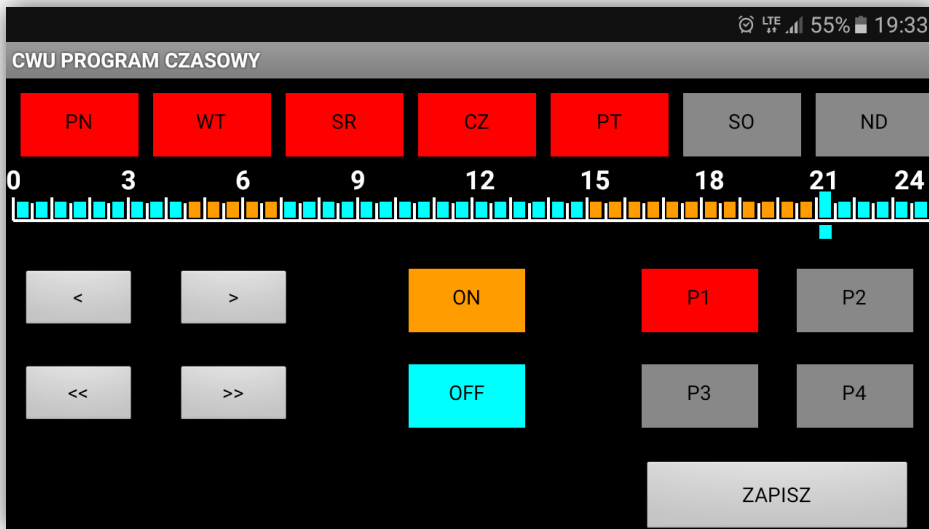 LTE 55% 19:33
CWU PROGRAM CZASOWY
PN WT SR CZ PT SO ND
0 3 6 9 12 15 18 21 24
< > ON P1 P2
<< >> OFF P3 P4
ZAPISZ